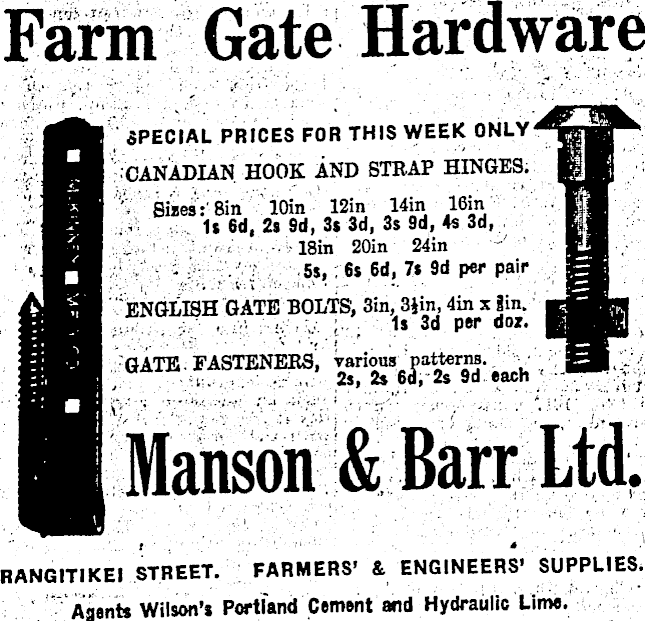 Farm Gate Hardware
SPECIAL PRICES FOR THIS WEEK ONLY
CANADIAN HOOK AND STRAP HINGES.
Sizes: 8in 10in 12in 14in 16in
1s 6d, 2s 9d, 3s 3d, 3s 9d, 4s 3d,
18in 20in 24in
5s, 6s 6d, 7s 9d per pair
ENGLISH GATE BOLTS, 3in, 3½in, 4in x ⅜in.
1s 3d per doz.
GATE FASTENERS, various patterns.
2s, 2s 6d, 2s 9d each
Manson & Barr Ltd.
RANGITIKEI STREET. FARMERS' & ENGINEERS' SUPPLIES.
Agents Wilson's Portland Cement and Hydraulic Lime.